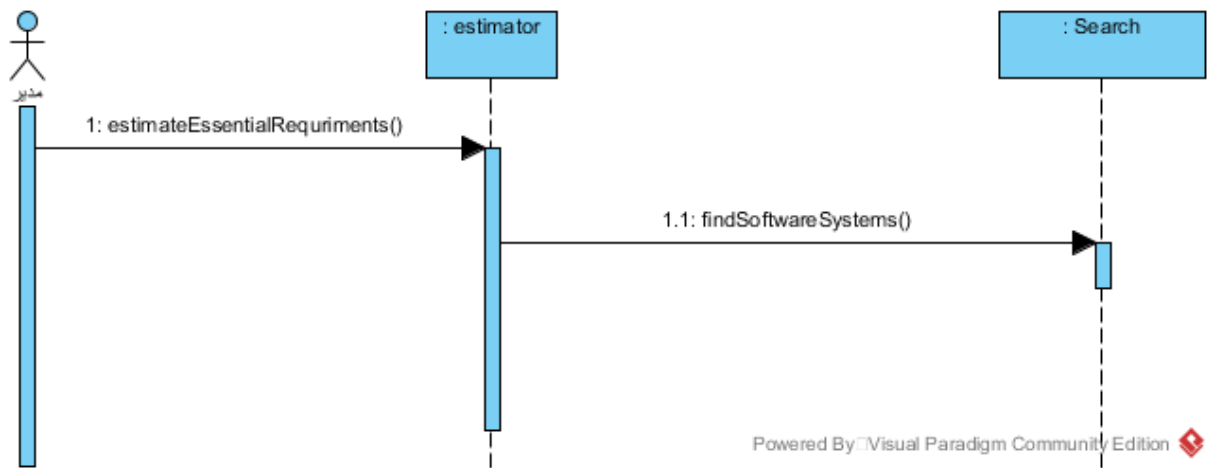 : estimator
: Search
مدیر
1: estimateEssentialRequriments()
1.1: findSoftwareSystems()
Powered By Visual Paradigm Community Edition